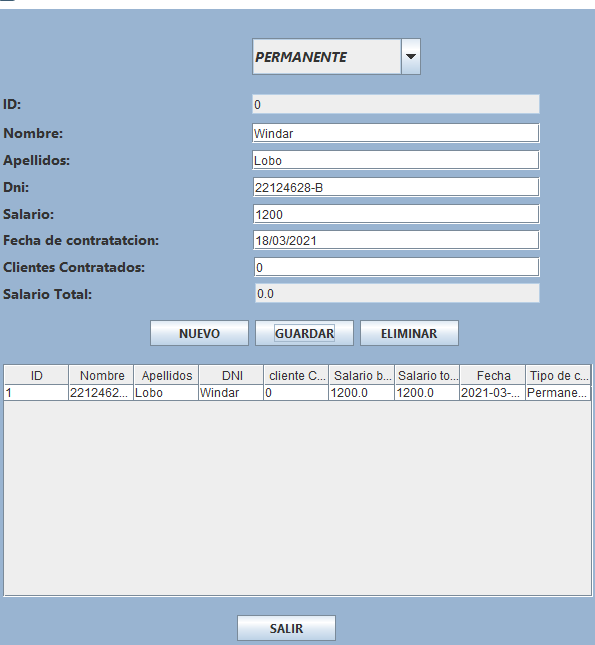 PERMANENTE
ID: 0
Nombre: Windar
Apellidos: Lobo
Dni: 22124628-B
Salario: 1200
Fecha de contratatcion: 18/03/2021
Clientes Contratados: 0
Salario Total: 0.0
NUEVO GUARDAR ELIMINAR
ID Nombre Apellidos DNI cliente C... Salario b... Salario to... Fecha Tipo de c...
1 2212462... Lobo Windar 0 1200.0 1200.0 2021-03-... Permane...
SALIR